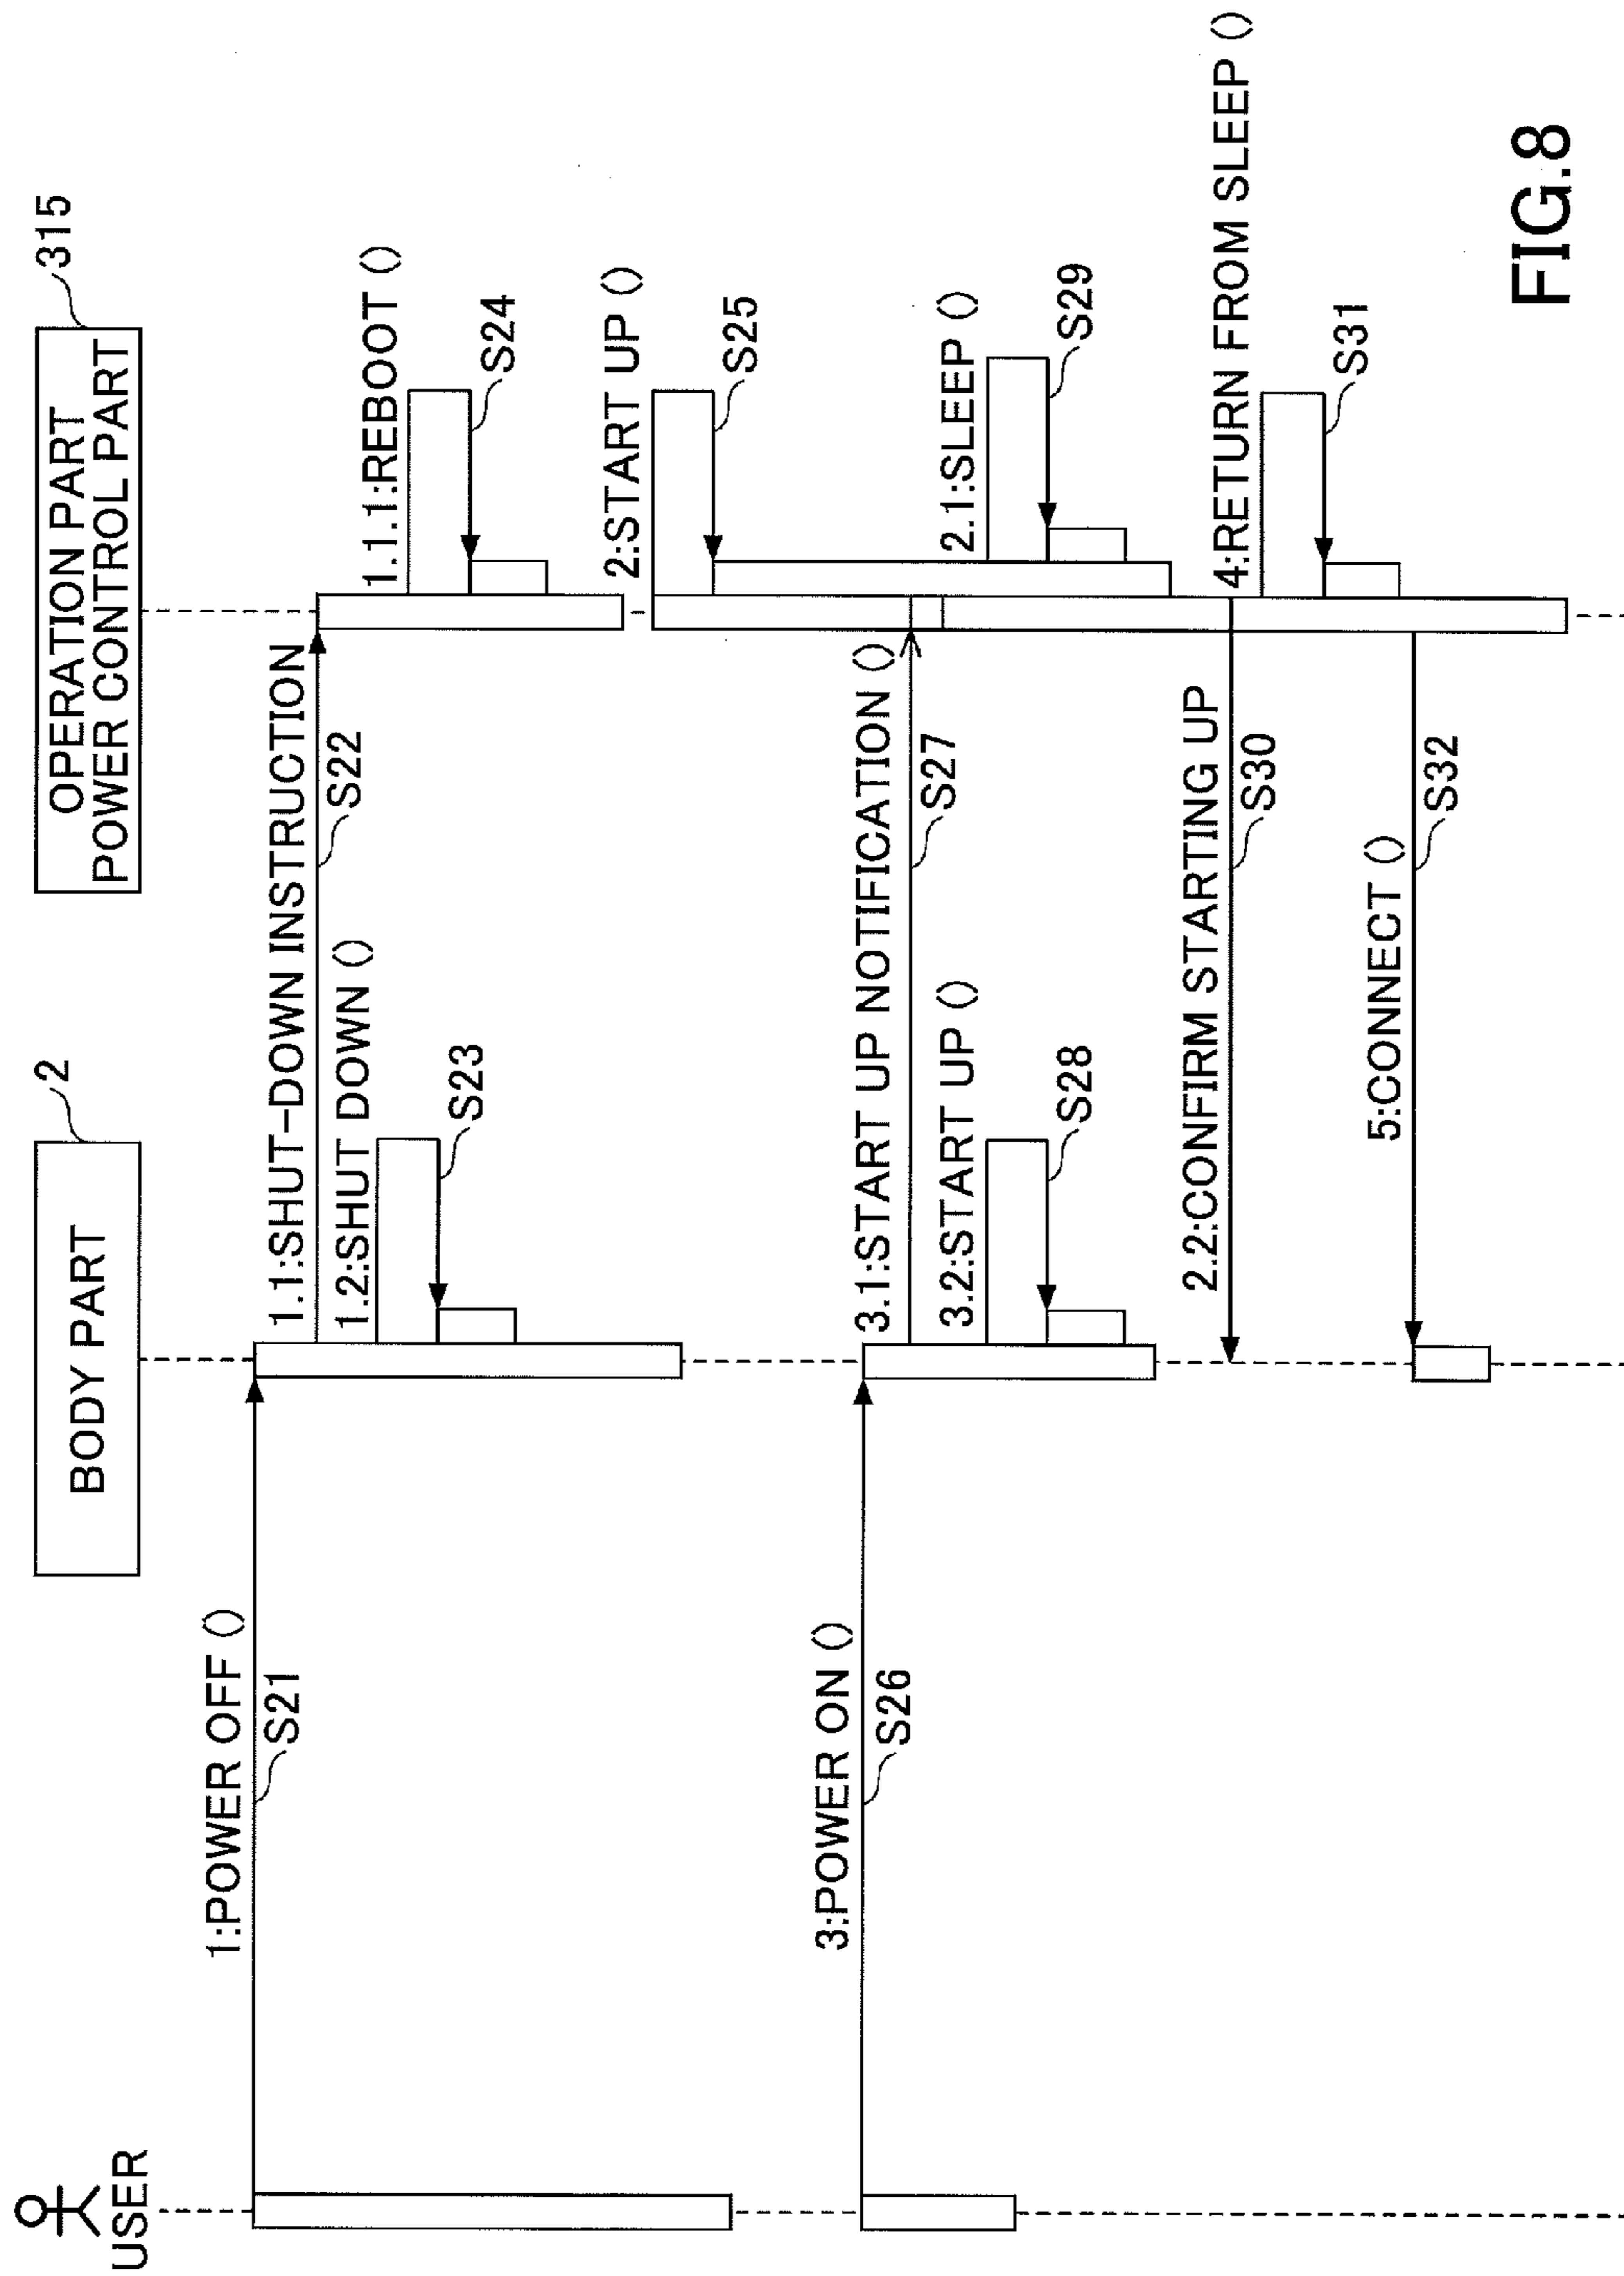 USER
BODY PART
2
OPERATION PART
POWER CONTROL PART
315
1:POWER OFF ()
S21
1.1:SHUT-DOWN INSTRUCTION
S22
1.2:SHUT DOWN ()
S23
1.1.1:REBOOT ()
S24
2:START UP ()
S25
3:POWER ON ()
S26
3.1:START UP NOTIFICATION ()
S27
3.2:START UP ()
S28
2.1:SLEEP ()
S29
2.2:CONFIRM STARTING UP
S30
4:RETURN FROM SLEEP ()
S31
5:CONNECT ()
S32
FIG.8